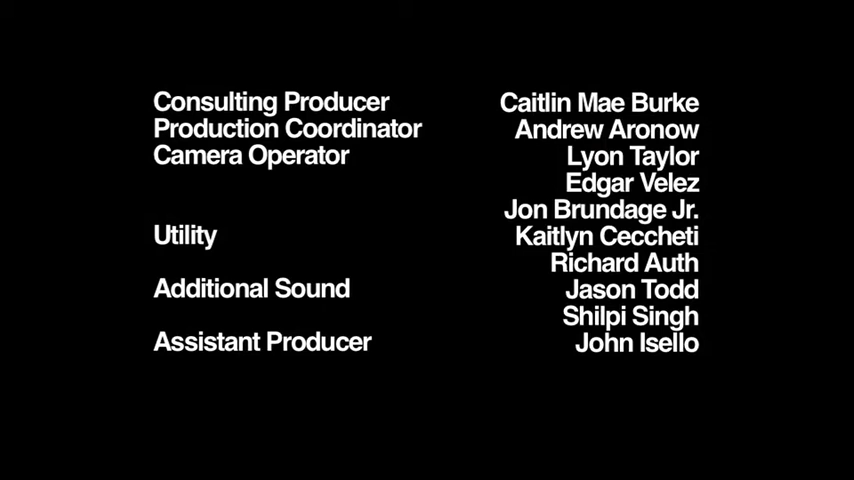 Consulting Producer Caitlin Mae Burke
Production Coordinator Andrew Aronow
Camera Operator Lyon Taylor
Edgar Velez
Jon Brundage Jr.
Utility Kaitlyn Ceccheti
Richard Auth
Additional Sound Jason Todd
Shilpi Singh
Assistant Producer John Isello